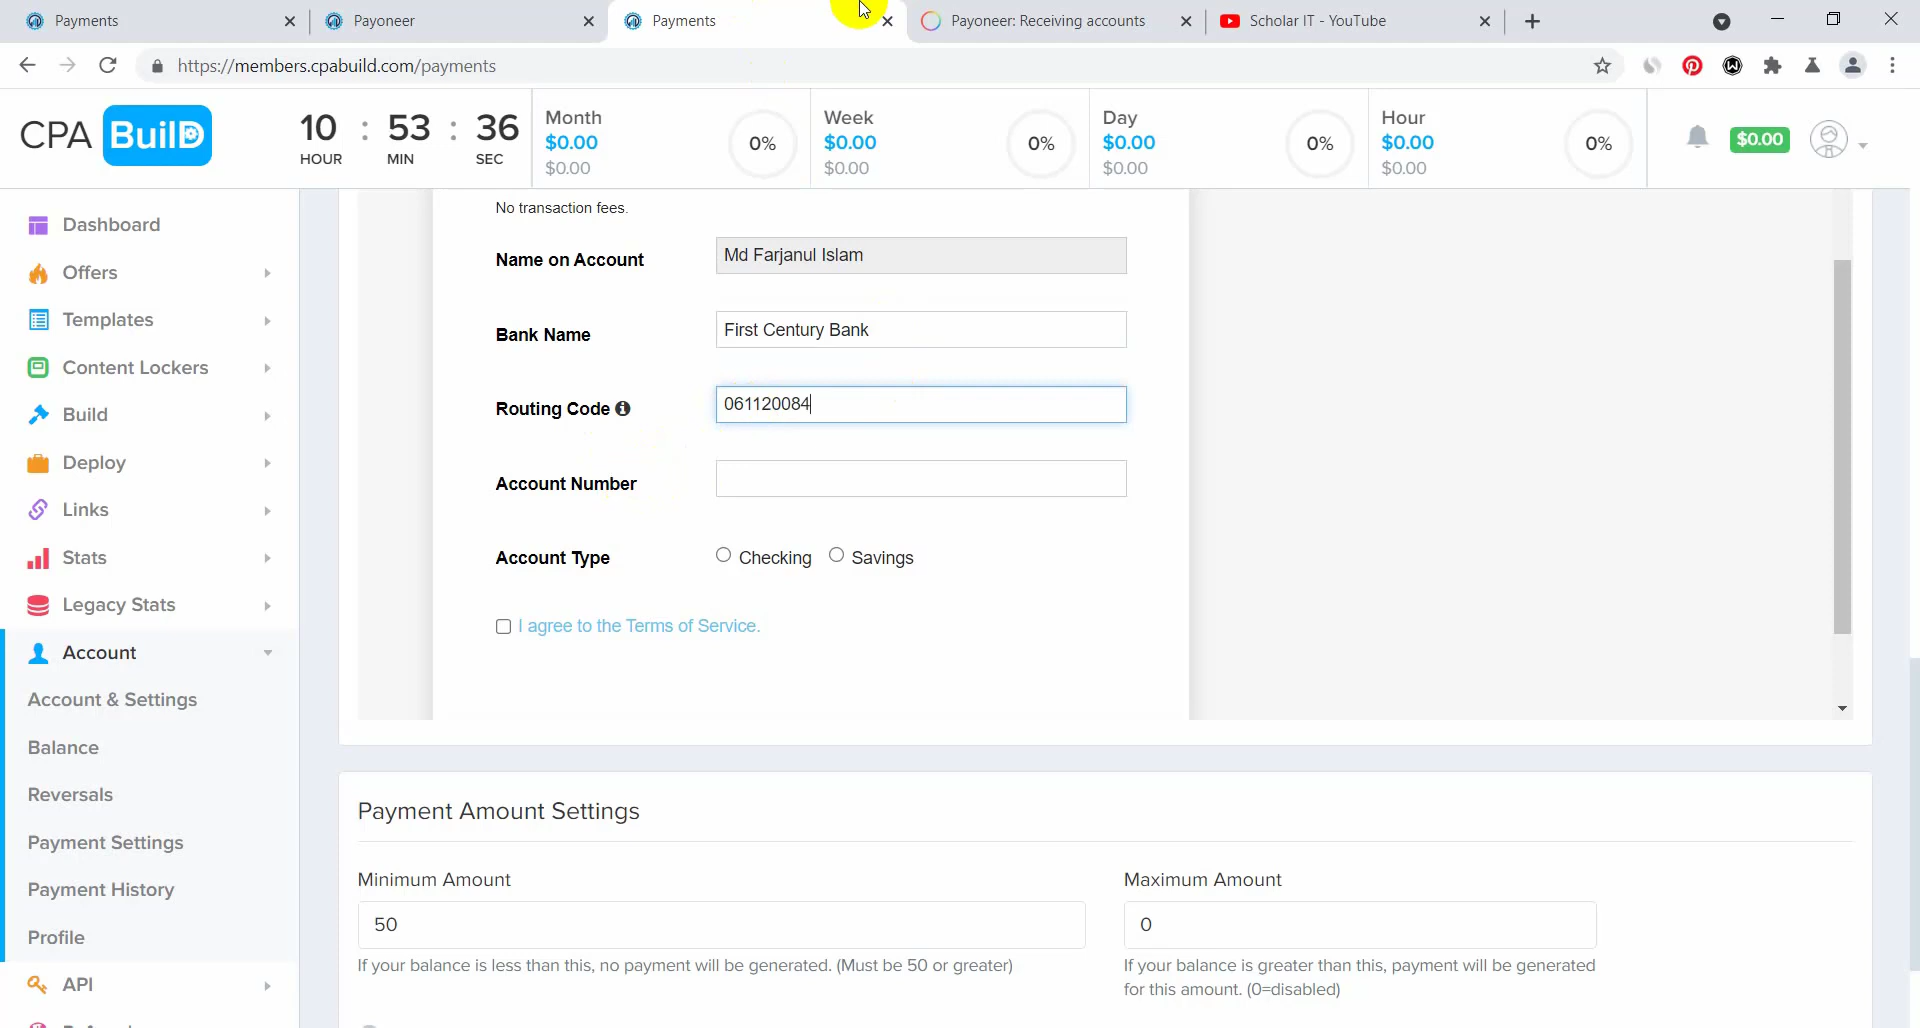 Payments
Payoneer
Payments
Payoneer: Receiving accounts
Scholar IT - YouTube
https://members.cpabuild.com/payments
CPA BuilD
10 : 53 : 36
HOUR MIN SEC
Month
$0.00
$0.00
0%
Week
$0.00
$0.00
0%
Day
$0.00
$0.00
0%
Hour
$0.00
$0.00
0%
$0.00
Dashboard
Offers
Templates
Content Lockers
Build
Deploy
Links
Stats
Legacy Stats
Account
Account & Settings
Balance
Reversals
Payment Settings
Payment History
Profile
API
No transaction fees.
Name on Account Md Farjanul Islam
Bank Name First Century Bank
Routing Code 061120084
Account Number
Account Type Checking Savings
I agree to the Terms of Service.
Payment Amount Settings
Minimum Amount
50
If your balance is less than this, no payment will be generated. (Must be 50 or greater)
Maximum Amount
0
If your balance is greater than this, payment will be generated
for this amount. (0=disabled)